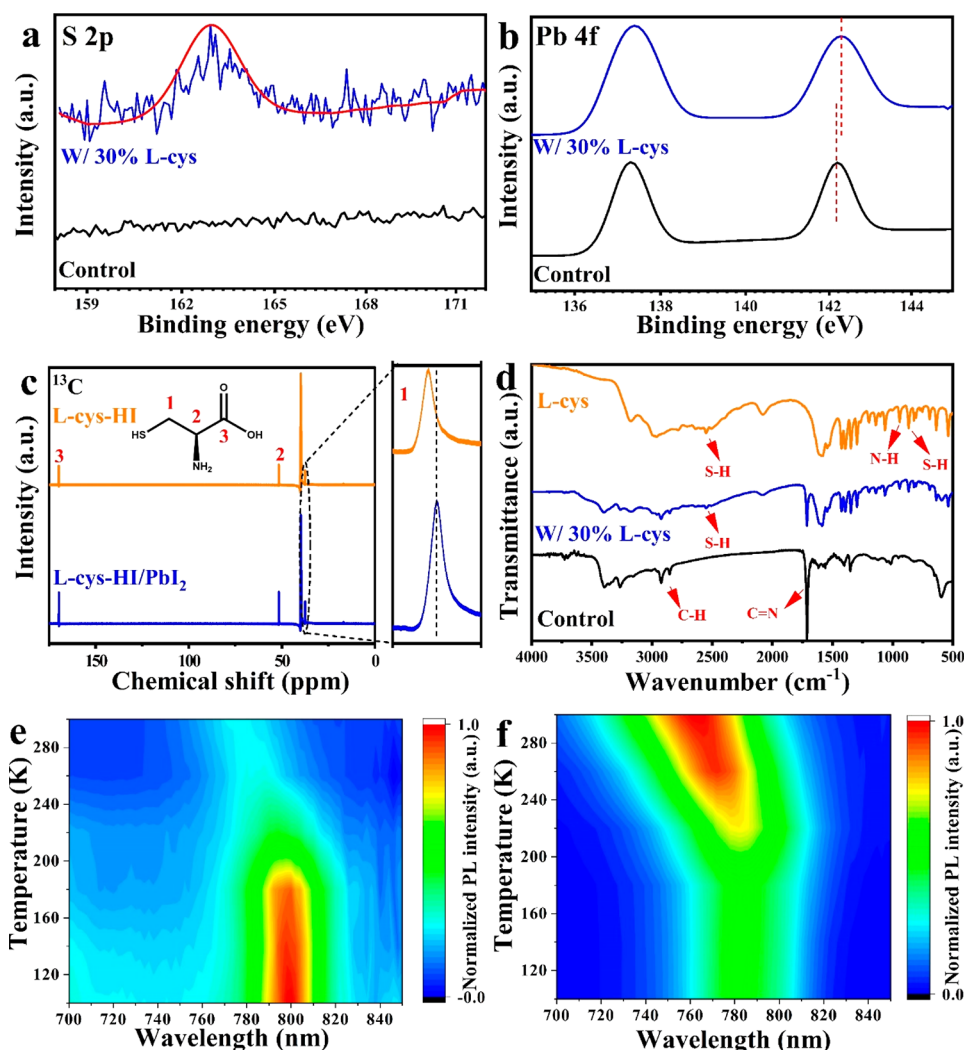 a S 2p
Intensity (a.u.)
W/ 30% L-cys
Control
159 162 165 168 171
Binding energy (eV)
b Pb 4f
Intensity (a.u.)
W/ 30% L-cys
Control
136 138 140 142 144
Binding energy (eV)
c ¹³C
Intensity (a.u.)
L-cys-HI
1
2
3
HS
O
OH
NH₂
3
2
L-cys-HI/PbI₂
175 100 50 0
Chemical shift (ppm)
1
d
Transmittance (a.u.)
L-cys
S-H
N-H
S-H
W/ 30% L-cys
S-H
C-H
C=N
Control
4000 3000 2000 1500 1000 500
Wavenumber (cm⁻¹)
e
Temperature (K)
280
240
200
160
120
700 720 740 760 780 800 820 840
Wavelength (nm)
1.0
-0.0
Normalized PL intensity (a.u.)
f
Temperature (K)
280
240
200
160
120
700 720 740 760 780 800 820 840
Wavelength (nm)
1.0
0.0
Normalized PL intensity (a.u.)